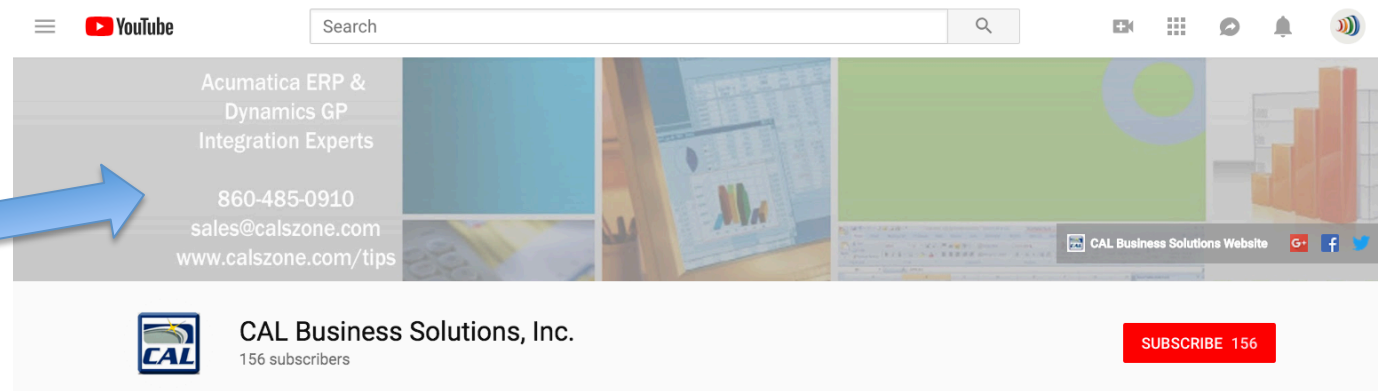 YouTube
Search
Acumatica ERP &
Dynamics GP
Integration Experts
860-485-0910
sales@calszone.com
www.calszone.com/tips
CAL Business Solutions Website
G+
f
CAL
CAL Business Solutions, Inc.
156 subscribers
SUBSCRIBE 156